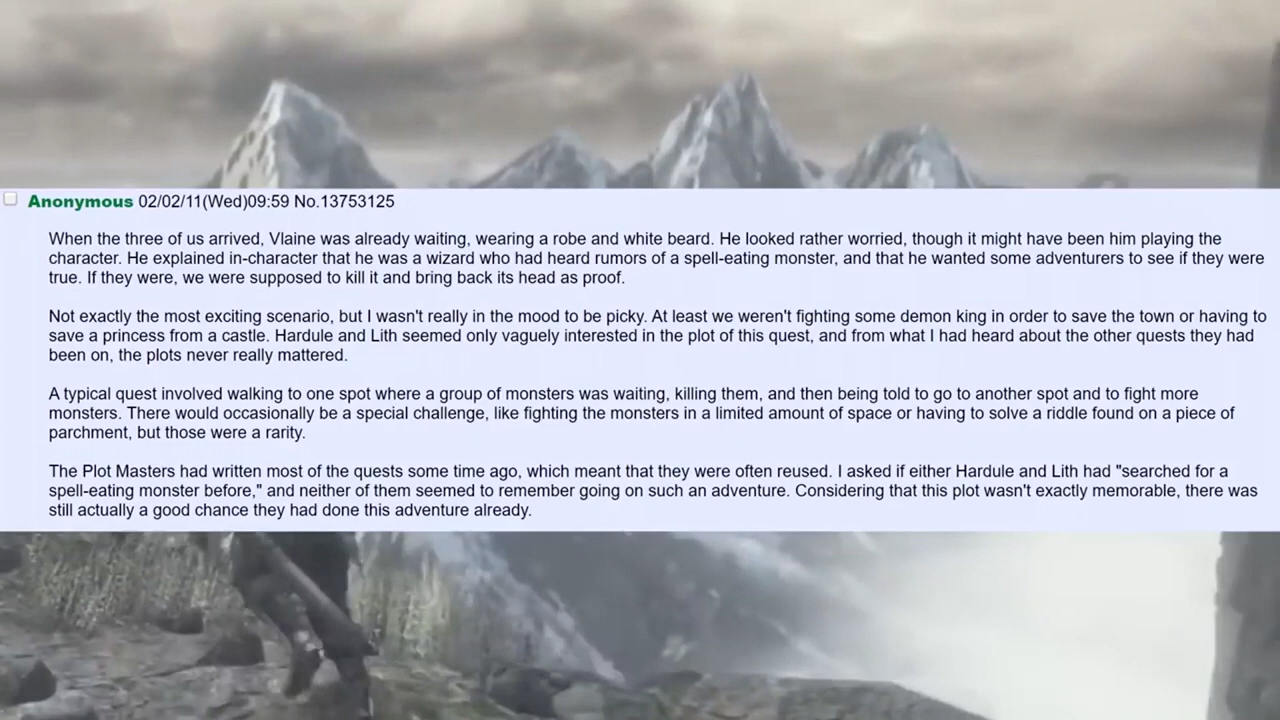 Anonymous 02/02/11(Wed)09:59 No.13753125
When the three of us arrived, Vlaine was already waiting, wearing a robe and white beard. He looked rather worried, though it might have been him playing the
character. He explained in-character that he was a wizard who had heard rumors of a spell-eating monster, and that he wanted some adventurers to see if they were
true. If they were, we were supposed to kill it and bring back its head as proof.
Not exactly the most exciting scenario, but I wasn't really in the mood to be picky. At least we weren't fighting some demon king in order to save the town or having to
save a princess from a castle. Hardule and Lith seemed only vaguely interested in the plot of this quest, and from what I had heard about the other quests they had
been on, the plots never really mattered.
A typical quest involved walking to one spot where a group of monsters was waiting, killing them, and then being told to go to another spot and to fight more
monsters. There would occasionally be a special challenge, like fighting the monsters in a limited amount of space or having to solve a riddle found on a piece of
parchment, but those were a rarity.
The Plot Masters had written most of the quests some time ago, which meant that they were often reused. I asked if either Hardule and Lith had "searched for a
spell-eating monster before," and neither of them seemed to remember going on such an adventure. Considering that this plot wasn't exactly memorable, there was
still actually a good chance they had done this adventure already.